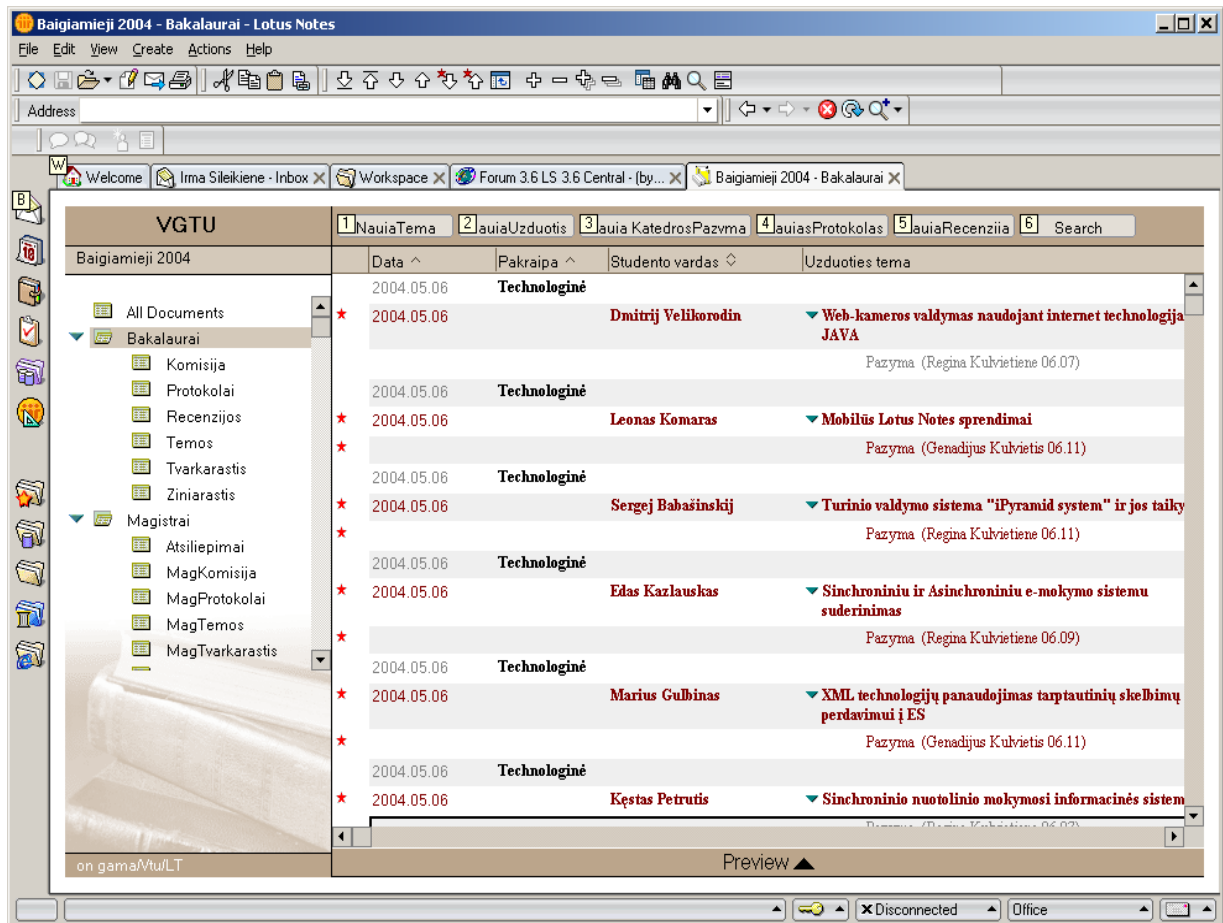 Baigiamieji 2004 - Bakalaurai - Lotus Notes
File Edit View Create Actions Help
Address
W
Welcome Irma Sileikiene - Inbox Workspace Forum 3.6 LS 3.6 Central - (by... Baigiamieji 2004 - Bakalaurai
B
VGTU
1 NauiaTema 2 auiaUzduotis 3 auia KatedrosPazvma 4 auiasProtokolas 5 auiaRecenziia 6 Search
Baigiamieji 2004
Data Pakraipa Studento vardas Uzduoties tema
All Documents
Bakalaurai
Komisija
Protokolai
Recenzijos
Temos
Tvarkarastis
Ziniarastis
Magistrai
Atsiliepimai
MagKomisija
MagProtokolai
MagTemos
MagTvarkarastis
on gama/Vtu/LT
2004.05.06 Technologinė
2004.05.06 Dmitrij Velikorodin Web-kameros valdymas naudojant internet technologija
JAVA
Pazyma (Regina Kulvietiene 06.07)
2004.05.06 Technologinė
2004.05.06 Leonas Komaras Mobilūs Lotus Notes sprendimai
Pazyma (Genadijus Kulvietis 06.11)
2004.05.06 Technologinė
2004.05.06 Sergej Babašinskij Turinio valdymo sistema "iPyramid system" ir jos taiky
Pazyma (Regina Kulvietiene 06.11)
2004.05.06 Technologinė
2004.05.06 Edas Kazlauskas Sinchroniniu ir Asinchroniniu e-mokymo sistemu
suderinimas
Pazyma (Regina Kulvietiene 06.09)
2004.05.06 Technologinė
2004.05.06 Marius Gulbinas XML technologijų panaudojimas tarptautinių skelbimų
perdavimui į ES
Pazyma (Genadijus Kulvietis 06.11)
2004.05.06 Technologinė
2004.05.06 Kęstas Petrutis Sinchroninio nuotolinio mokymosi informacinės sistem
Preview
Disconnected Office